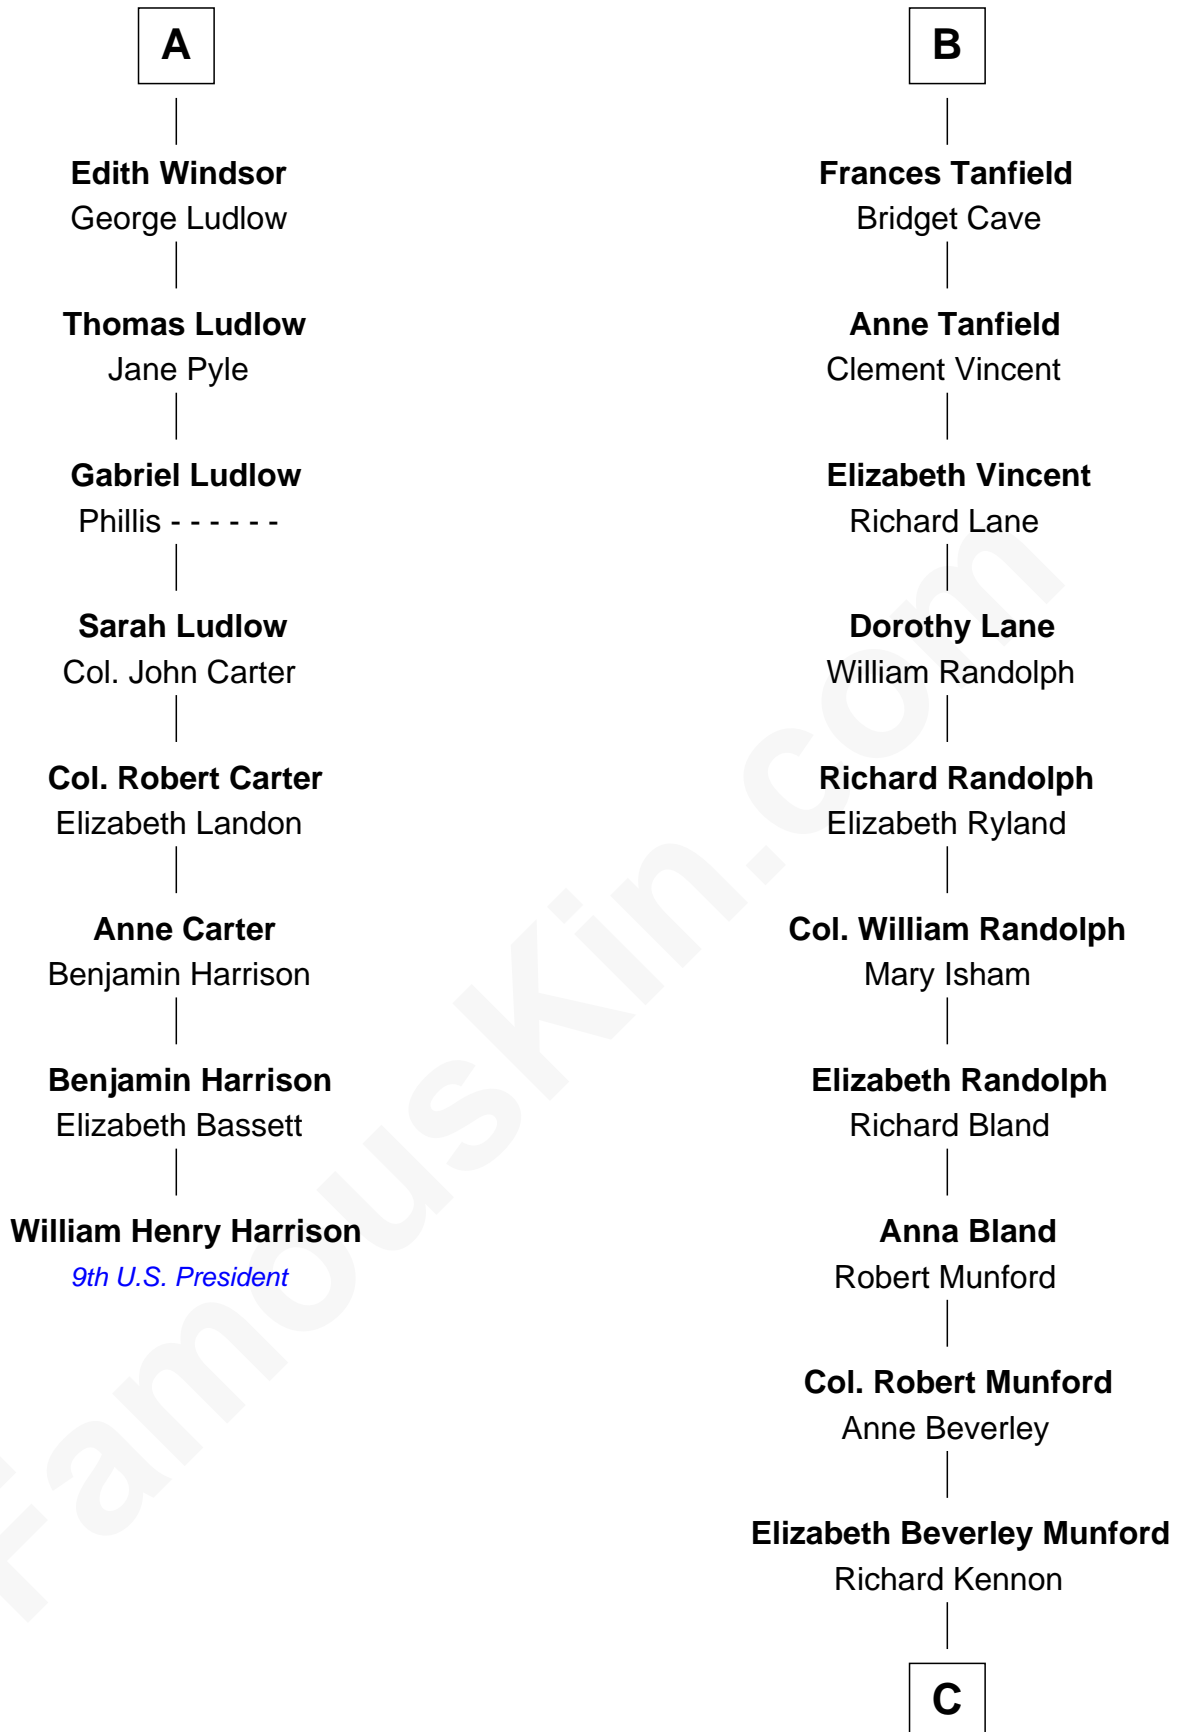 A
Edith Windsor
George Ludlow
Thomas Ludlow
Jane Pyle
Gabriel Ludlow
Phillis - - - - - -
Sarah Ludlow
Col. John Carter
Col. Robert Carter
Elizabeth Landon
Anne Carter
Benjamin Harrison
Benjamin Harrison
Elizabeth Bassett
William Henry Harrison
9th U.S. President
B
Frances Tanfield
Bridget Cave
Anne Tanfield
Clement Vincent
Elizabeth Vincent
Richard Lane
Dorothy Lane
William Randolph
Richard Randolph
Elizabeth Ryland
Col. William Randolph
Mary Isham
Elizabeth Randolph
Richard Bland
Anna Bland
Robert Munford
Col. Robert Munford
Anne Beverley
Elizabeth Beverley Munford
Richard Kennon
C
FamousKin.com